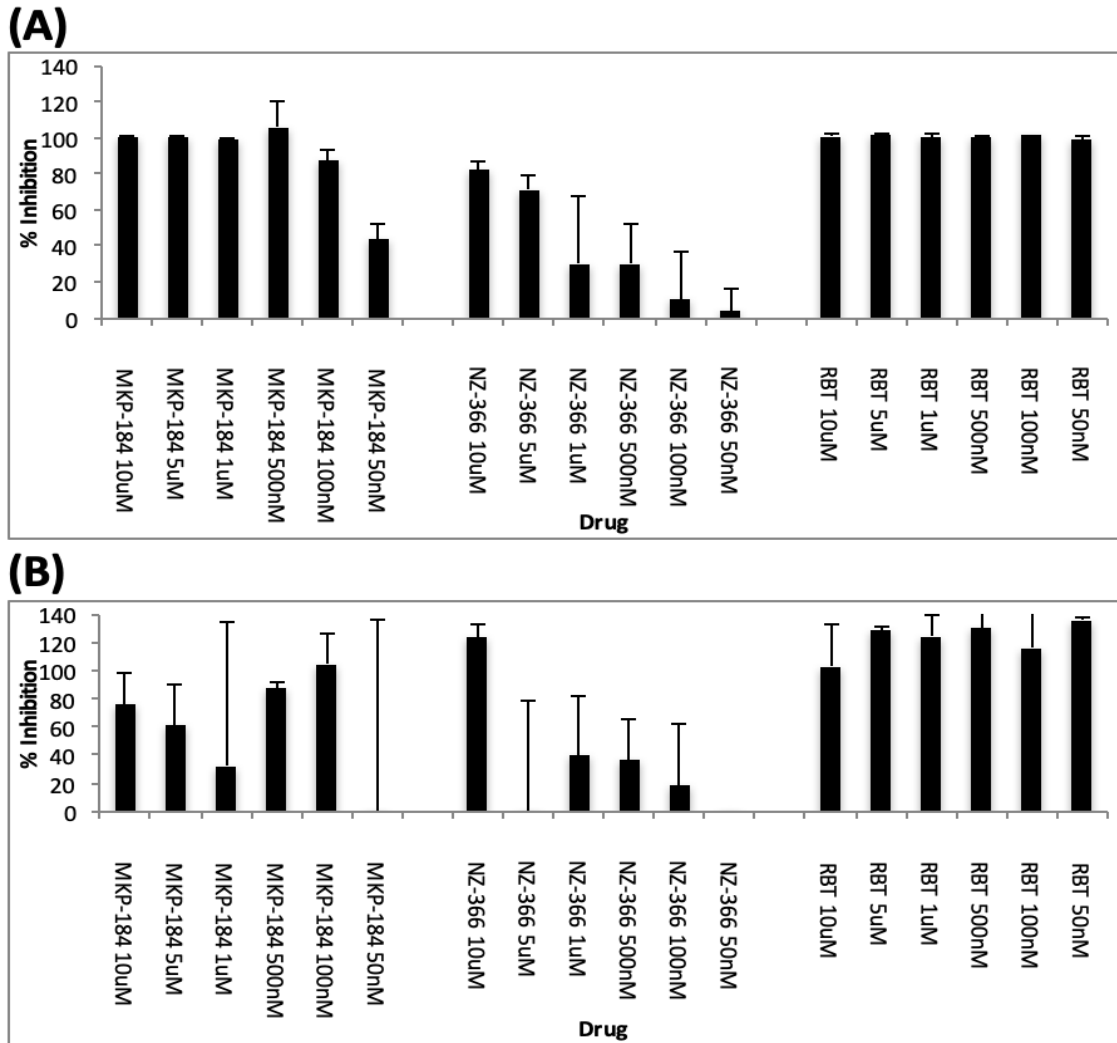 (A)
% Inhibition
140
120
100
80
60
40
20
0
MKP-184 10uM
MKP-184 5uM
MKP-184 1uM
MKP-184 500nM
MKP-184 100nM
MKP-184 50nM
NZ-366 10uM
NZ-366 5uM
NZ-366 1uM
NZ-366 500nM
NZ-366 100nM
NZ-366 50nM
RBT 10uM
RBT 5uM
RBT 1uM
RBT 500nM
RBT 100nM
RBT 50nM
Drug
(B)
% Inhibition
140
120
100
80
60
40
20
0
MKP-184 10uM
MKP-184 5uM
MKP-184 1uM
MKP-184 500nM
MKP-184 100nM
MKP-184 50nM
NZ-366 10uM
NZ-366 5uM
NZ-366 1uM
NZ-366 500nM
NZ-366 100nM
NZ-366 50nM
RBT 10uM
RBT 5uM
RBT 1uM
RBT 500nM
RBT 100nM
RBT 50nM
Drug